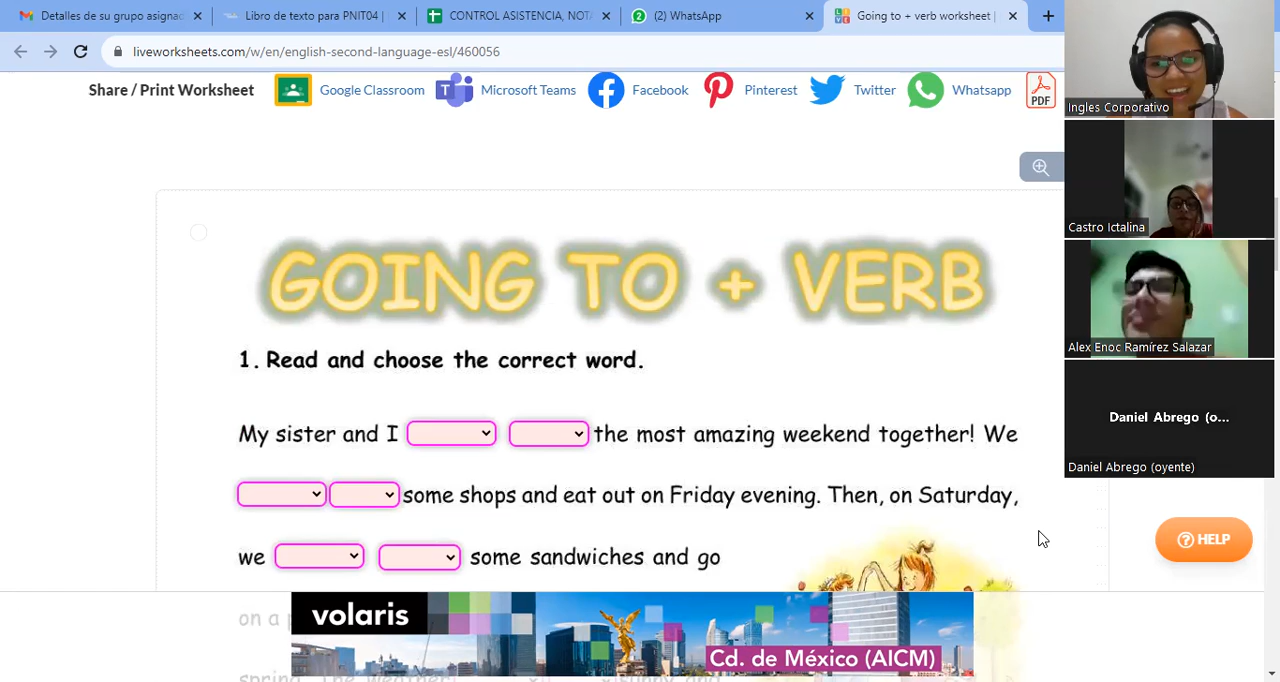 Detalles de su grupo asignac
Libro de texto para PNIT04 |
CONTROL ASISTENCIA, NOTA
(2) WhatsApp
Going to + verb worksheet |
liveworksheets.com/w/en/english-second-language-esl/460056
Share / Print Worksheet
Google Classroom
Microsoft Teams
Facebook
Pinterest
Twitter
Whatsapp
PDF
Ingles Corporativo
Castro Ictalina
Alex Enoc Ramírez Salazar
Daniel Abrego (o...
Daniel Abrego (oyente)
GOING TO + VERB
1. Read and choose the correct word.
My sister and I the most amazing weekend together! We
some shops and eat out on Friday evening. Then, on Saturday,
we some sandwiches and go
on a
HELP
volaris
Cd. de México (AICM)